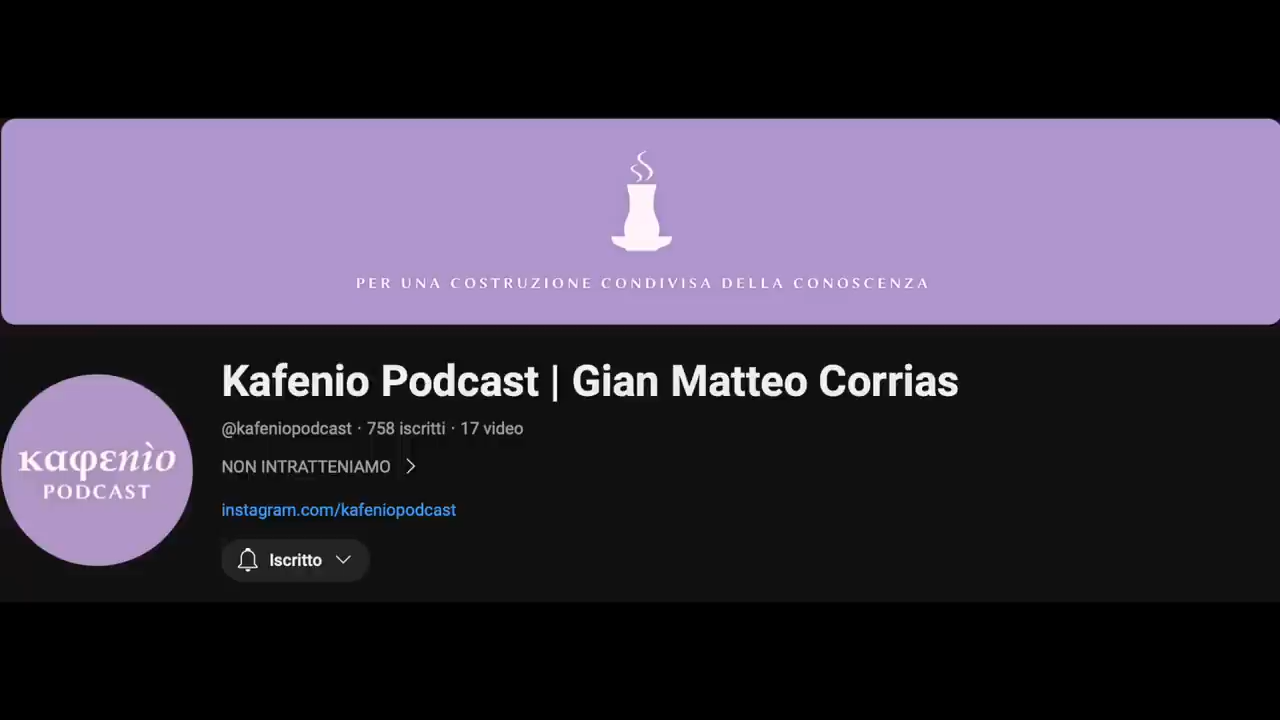 PER UNA COSTRUZIONE CONDIVISA DELLA CONOSCENZA
Kafenio Podcast | Gian Matteo Corrias
@kafeniopodcast · 758 iscritti · 17 video
NON INTRATTENIAMO
instagram.com/kafeniopodcast
Iscritto
καφεnìo
PODCAST